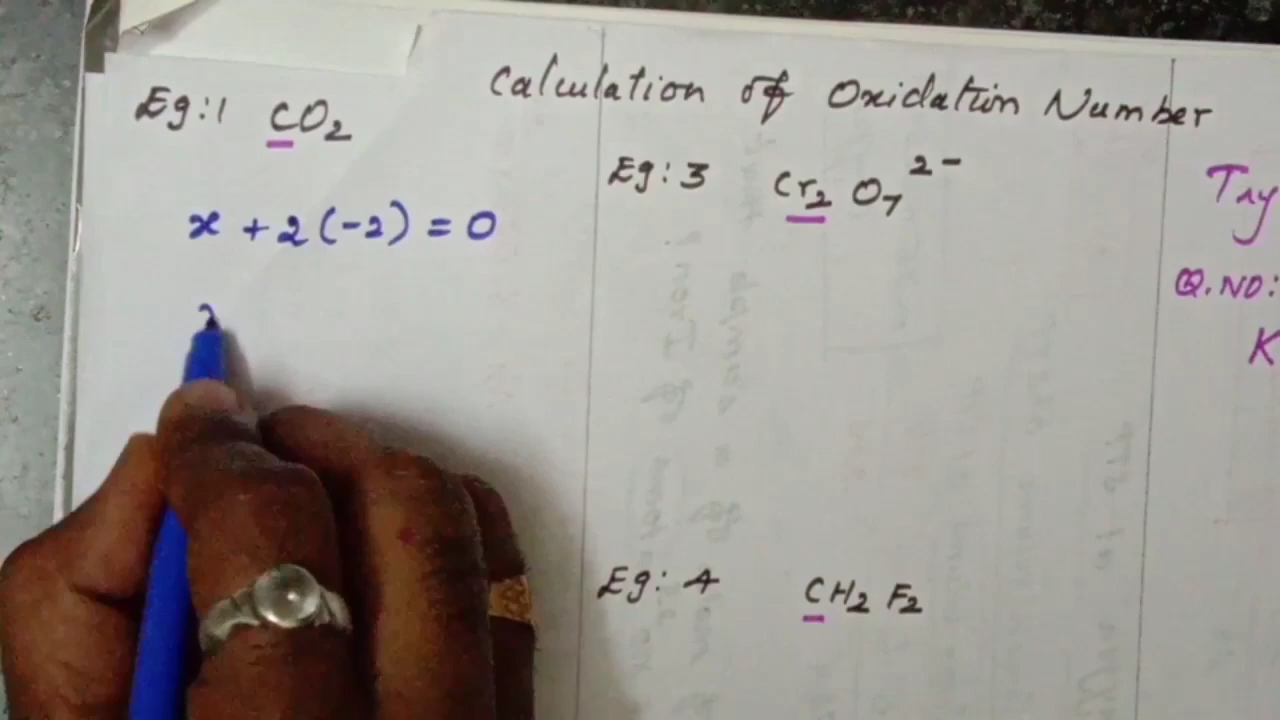 Calculation of Oxidation Number
Eg:1 CO2
x + 2(-2) = 0
Eg: 3 Cr2 O7 2-
Eg: 4 CH2 F2
Try
Q.NO:
K